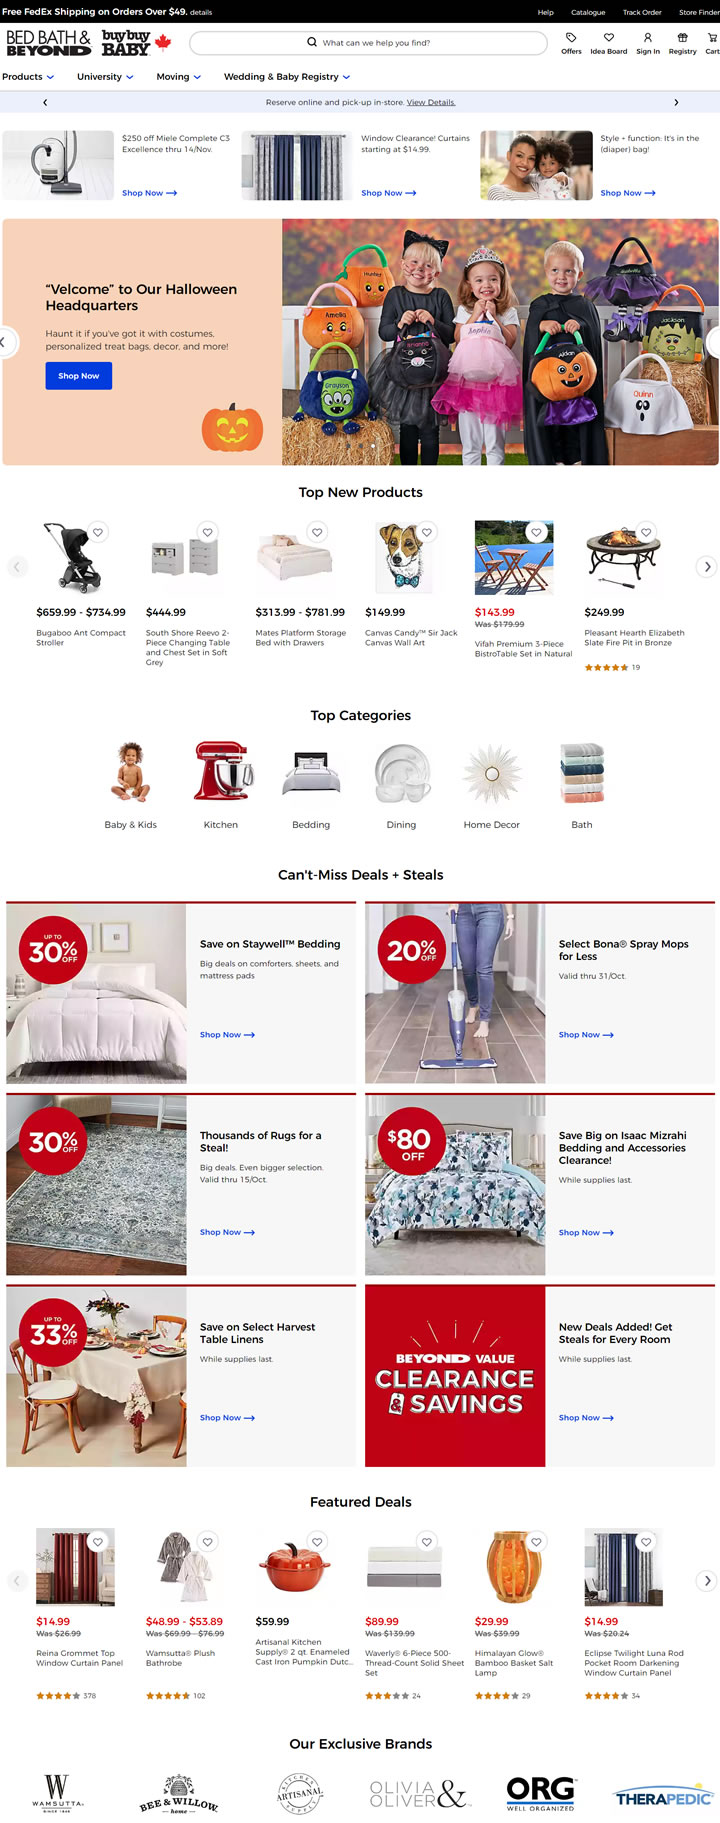 Free FedEx Shipping on Orders Over $49. details
Help
Catalogue
Track Order
Store Finder
BED BATH &
BEYOND
buybuy
BABY
What can we help you find?
Offers
Idea Board
Sign In
Registry
Cart
Products
University
Moving
Wedding & Baby Registry
Reserve online and pick-up in-store. View Details.
$250 off Miele Complete C3
Excellence thru 14/Nov.
Shop Now
Window Clearance! Curtains
starting at $14.99.
Shop Now
Style + function: It's in the
(diaper) bag!
Shop Now
“Velcome” to Our Halloween
Headquarters
Haunt it if you've got it with costumes,
personalized treat bags, decor, and more!
Shop Now
Hunter
Amelia
Grayson
Brianna
Sophia
Aidan
Isabella
Jackson
Quinn
Top New Products
$659.99 - $734.99
Bugaboo Ant Compact
Stroller
$444.99
South Shore Reevo 2-
Piece Changing Table
and Chest Set in Soft
Grey
$313.99 - $781.99
Mates Platform Storage
Bed with Drawers
$149.99
Canvas Candy™ Sir Jack
Canvas Wall Art
$143.99
Was $179.99
Vifah Premium 3-Piece
BistroTable Set in Natural
$249.99
Pleasant Hearth Elizabeth
Slate Fire Pit in Bronze
19
Top Categories
Baby & Kids
Kitchen
Bedding
Dining
Home Decor
Bath
Can't-Miss Deals + Steals
UP TO
30% OFF
Save on Staywell™ Bedding
Big deals on comforters, sheets, and
mattress pads
Shop Now
20% OFF
Select Bona® Spray Mops
for Less
Valid thru 31/Oct.
Shop Now
30% OFF
Thousands of Rugs for a
Steal!
Big deals. Even bigger selection.
Valid thru 15/Oct.
Shop Now
$80
OFF
Save Big on Isaac Mizrahi
Bedding and Accessories
Clearance!
While supplies last.
Shop Now
UP TO
33% OFF
Save on Select Harvest
Table Linens
While supplies last.
Shop Now
BEYOND VALUE
CLEARANCE
& SAVINGS
New Deals Added! Get
Steals for Every Room
While supplies last.
Shop Now
Featured Deals
$14.99
Was $26.99
Reina Grommet Top
Window Curtain Panel
378
$48.99 - $53.89
Was $69.99 - $76.99
Wamsutta® Plush
Bathrobe
102
$59.99
Artisanal Kitchen
Supply® 2 qt. Enameled
Cast Iron Pumpkin Dutc...
$89.99
Was $139.99
Waverly® 6-Piece 500-
Thread-Count Solid Sheet
Set
24
$29.99
Was $39.99
Himalayan Glow®
Bamboo Basket Salt
Lamp
29
$14.99
Was $20.24
Eclipse Twilight Luna Rod
Pocket Room Darkening
Window Curtain Panel
34
Our Exclusive Brands
W
WAMSUTTA®
SINCE 1846
BEE & WILLOW
home
KITCHEN
ARTISANAL
SUPPLY
OLIVIA &
OLIVER
ORG
WELL ORGANIZED
THERAPEDIC